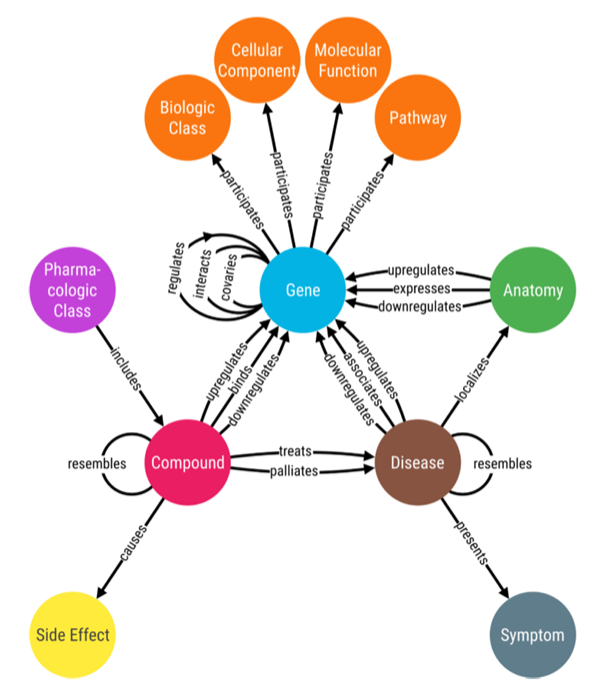 Cellular
Component
Molecular
Function
Biologic
Class
Pathway
participates
participates
participates
participates
regulates
interacts
covaries
Pharma-
cologic
Class
Gene
upregulates
expresses
downregulates
Anatomy
includes
upregulates
binds
downregulates
upregulates
associates
downregulates
localizes
resembles
Compound
treats
palliates
Disease
resembles
causes
presents
Side Effect
Symptom